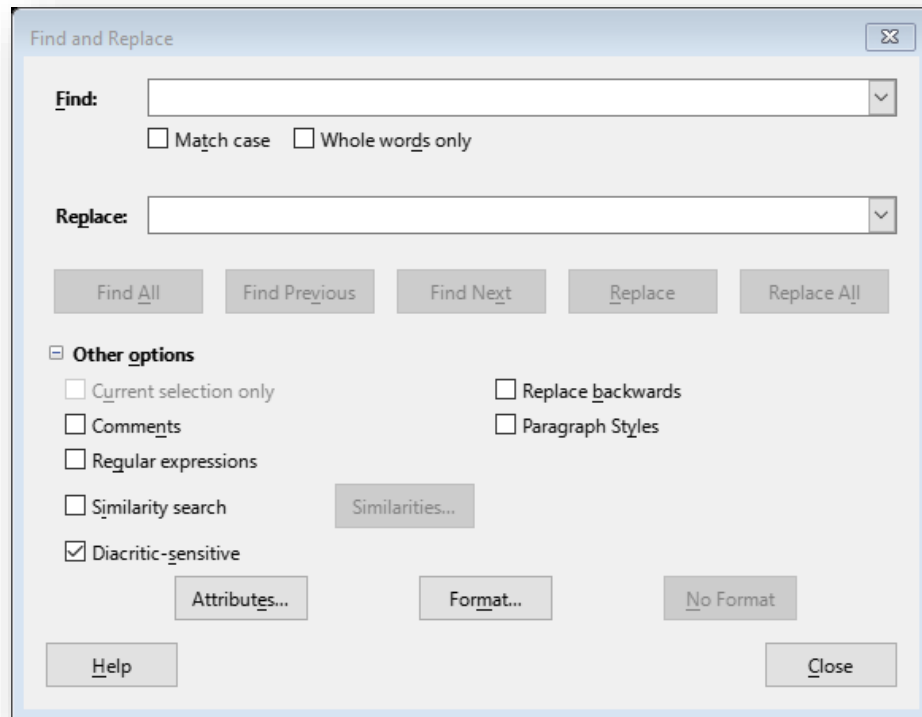 Find and Replace
Find:
Match case Whole words only
Replace:
Find All Find Previous Find Next Replace Replace All
Other options
Current selection only Replace backwards
Comments Paragraph Styles
Regular expressions
Similarity search Similarities...
Diacritic-sensitive
Attributes... Format... No Format
Help Close